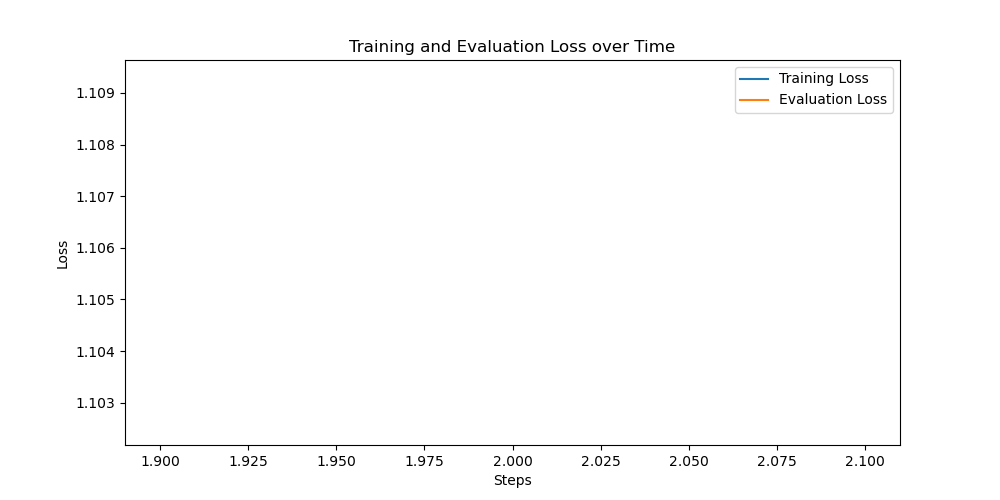 Training and Evaluation Loss over Time
Training Loss
Evaluation Loss
1.109
1.108
1.107
1.106
1.105
1.104
1.103
Loss
1.900 1.925 1.950 1.975 2.000 2.025 2.050 2.075 2.100
Steps